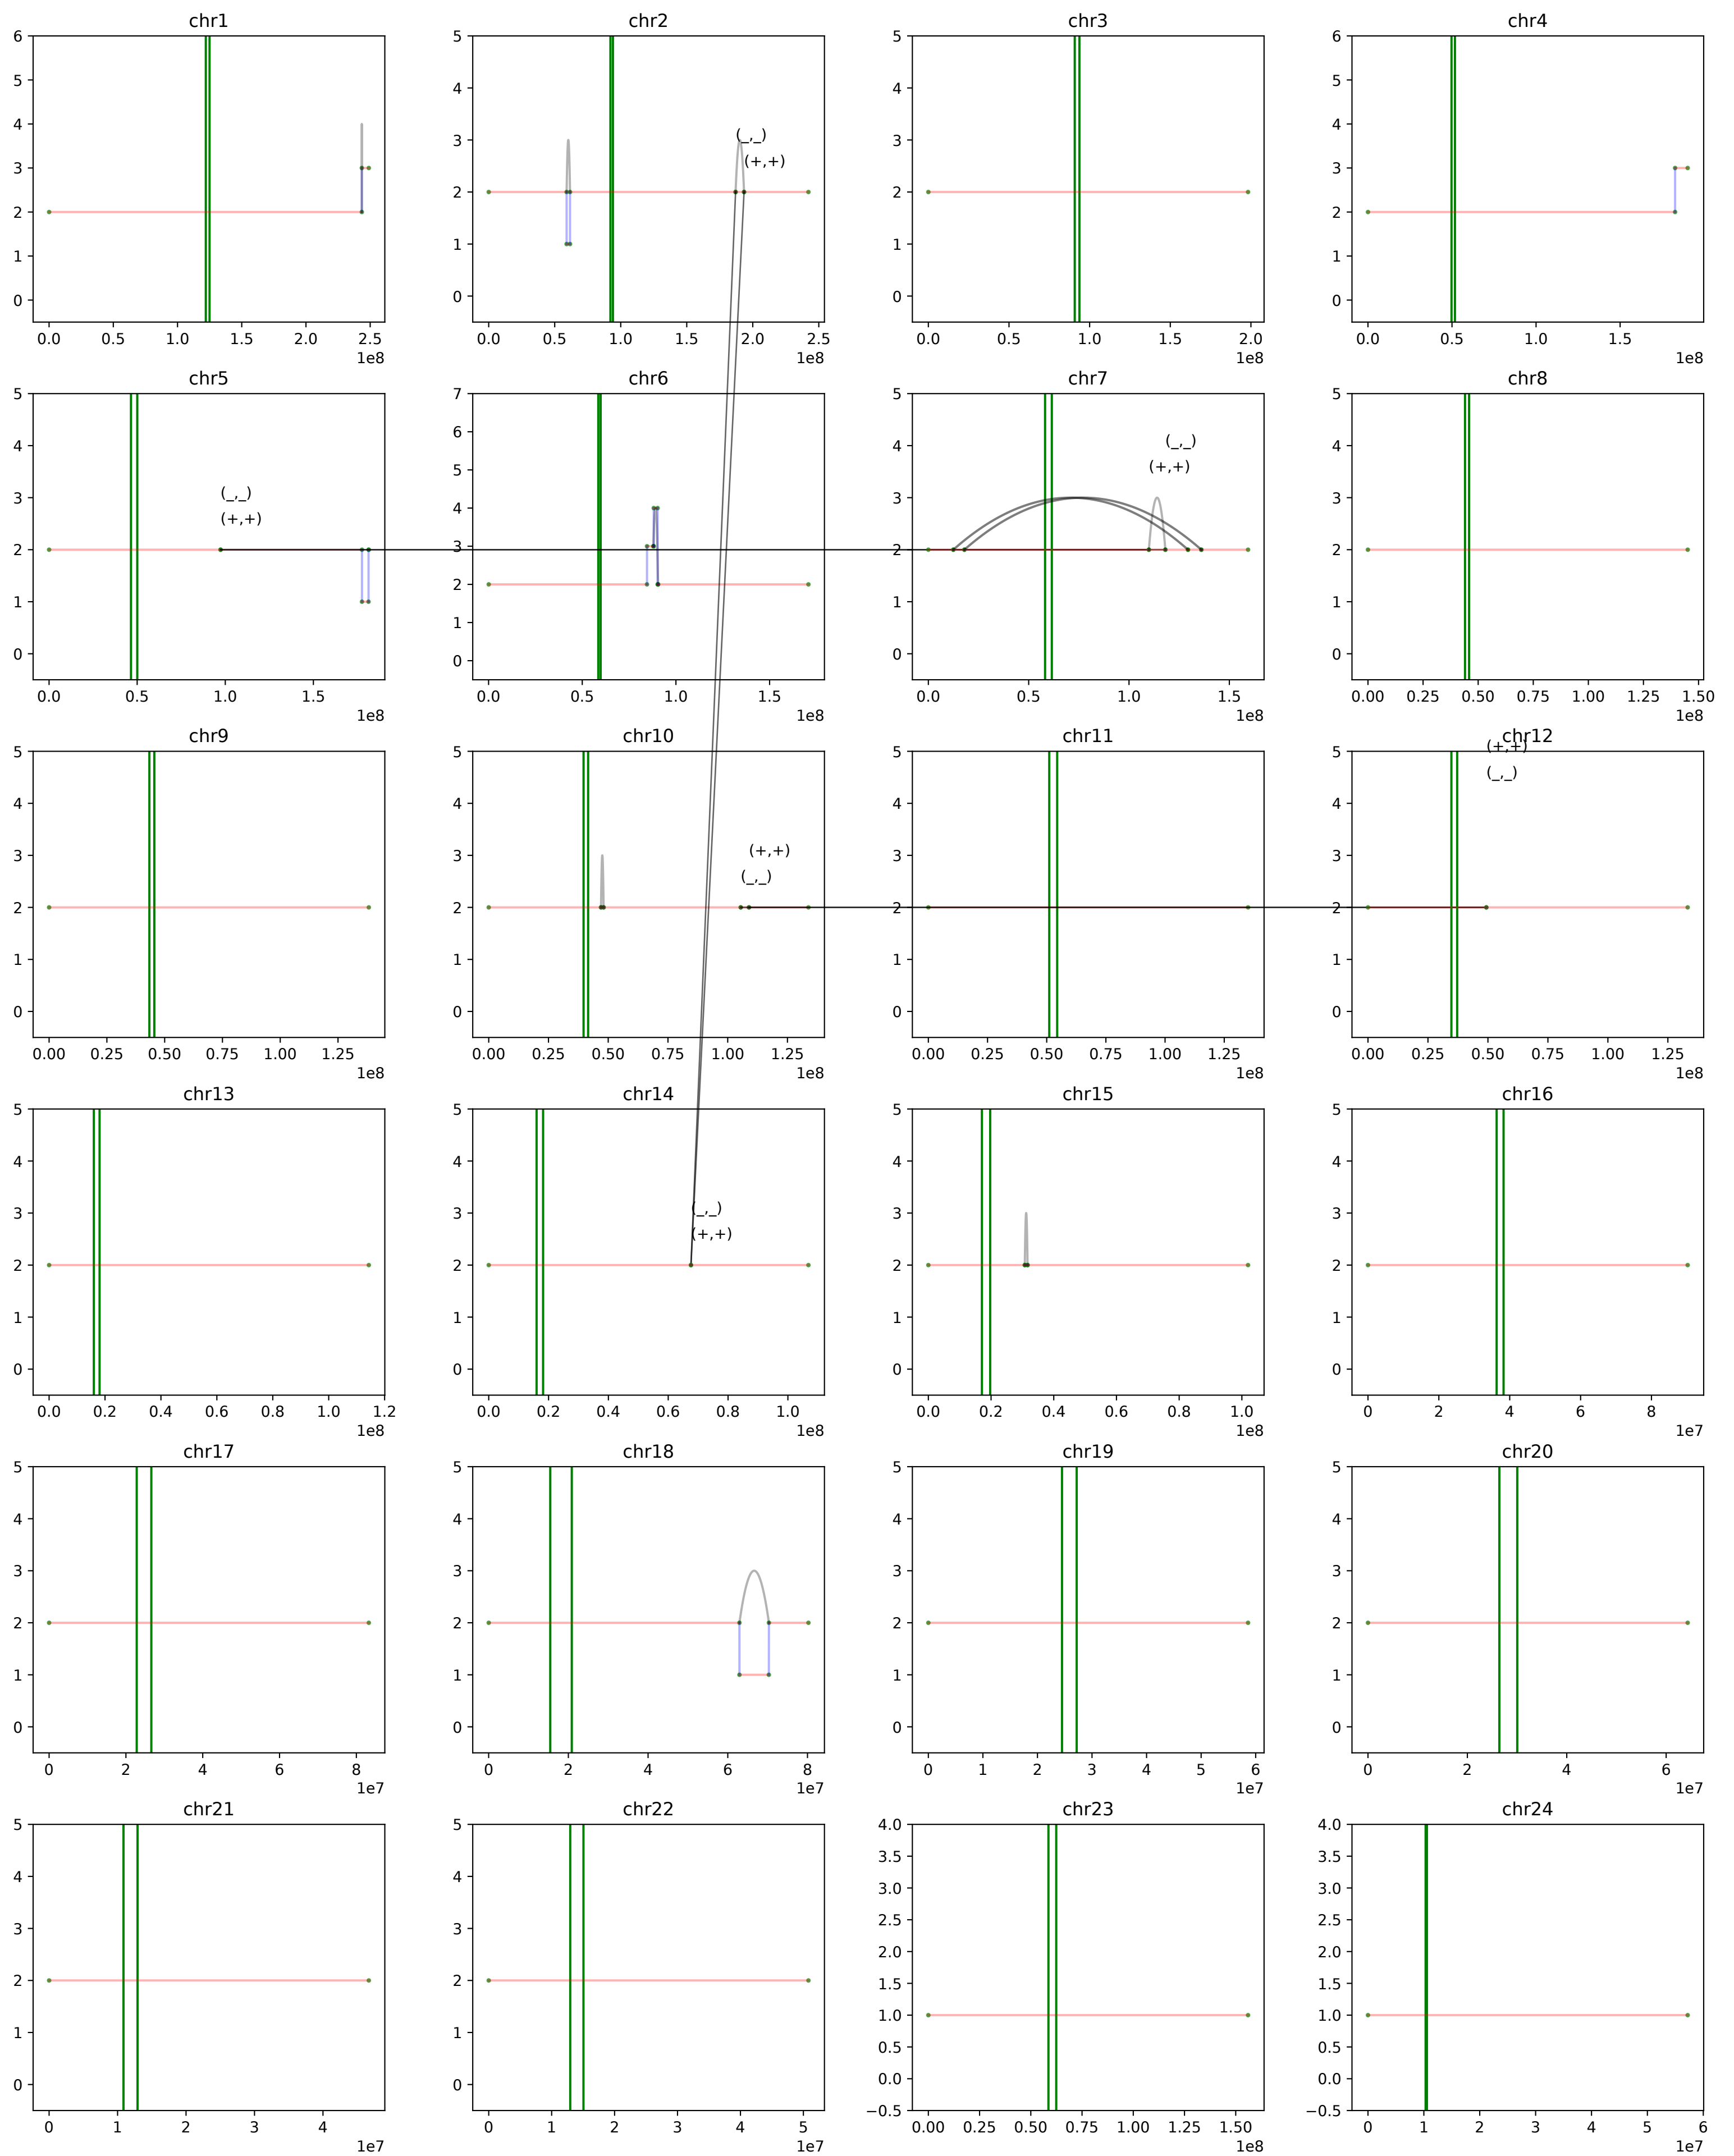 chr1 chr2 chr3 chr4
6 5 5 6
5 4 4 5
4 3 (_,_) 3 4
3 (+,+) 3
2 2 2 2
1 1 1 1
0 0 0 0
0.0 0.5 1.0 1.5 2.0 2.5 0.0 0.5 1.0 1.5 2.0 2.5 0.0 0.5 1.0 1.5 2.0 0.0 0.5 1.0 1.5
1e8 1e8 1e8 1e8
chr5 chr6 chr7 chr8
5 7 5 5
4 6 4 (_,_) 4
3 (_,_) 5 3 (+,+) 3
(+,+) 4
2 3 2 2
1 2 1 1
0 1 0 0
0
0.0 0.5 1.0 1.5 0.0 0.5 1.0 1.5 0.0 0.5 1.0 1.5 0.00 0.25 0.50 0.75 1.00 1.25 1.50
1e8 1e8 1e8 1e8
chr9 chr10 chr11 chr12
5 5 5 5 (+,+)
(_,_)
4 4 4 4
3 3 (+,+) 3 3
(_,_)
2 2 2 2
1 1 1 1
0 0 0 0
0.00 0.25 0.50 0.75 1.00 1.25 0.00 0.25 0.50 0.75 1.00 1.25 0.00 0.25 0.50 0.75 1.00 1.25 0.00 0.25 0.50 0.75 1.00 1.25
1e8 1e8 1e8 1e8
chr13 chr14 chr15 chr16
5 5 5 5
4 4 4 4
3 3 (_,_) 3 3
(+,+)
2 2 2 2
1 1 1 1
0 0 0 0
0.0 0.2 0.4 0.6 0.8 1.0 1.2 0.0 0.2 0.4 0.6 0.8 1.0 0.0 0.2 0.4 0.6 0.8 1.0 0 2 4 6 8
1e8 1e8 1e8 1e7
chr17 chr18 chr19 chr20
5 5 5 5
4 4 4 4
3 3 3 3
2 2 2 2
1 1 1 1
0 0 0 0
0 2 4 6 8 0 2 4 6 8 0 1 2 3 4 5 6 0 2 4 6
1e7 1e7 1e7 1e7
chr21 chr22 chr23 chr24
5 5 4.0 4.0
4 4 3.5 3.5
3 3 3.0 3.0
2.5 2.5
2 2 2.0 2.0
1.5 1.5
1 1 1.0 1.0
0.5 0.5
0 0 0.0 0.0
−0.5 −0.5
0 1 2 3 4 0 1 2 3 4 5 0.00 0.25 0.50 0.75 1.00 1.25 1.50 0 1 2 3 4 5 6
1e7 1e7 1e8 1e7